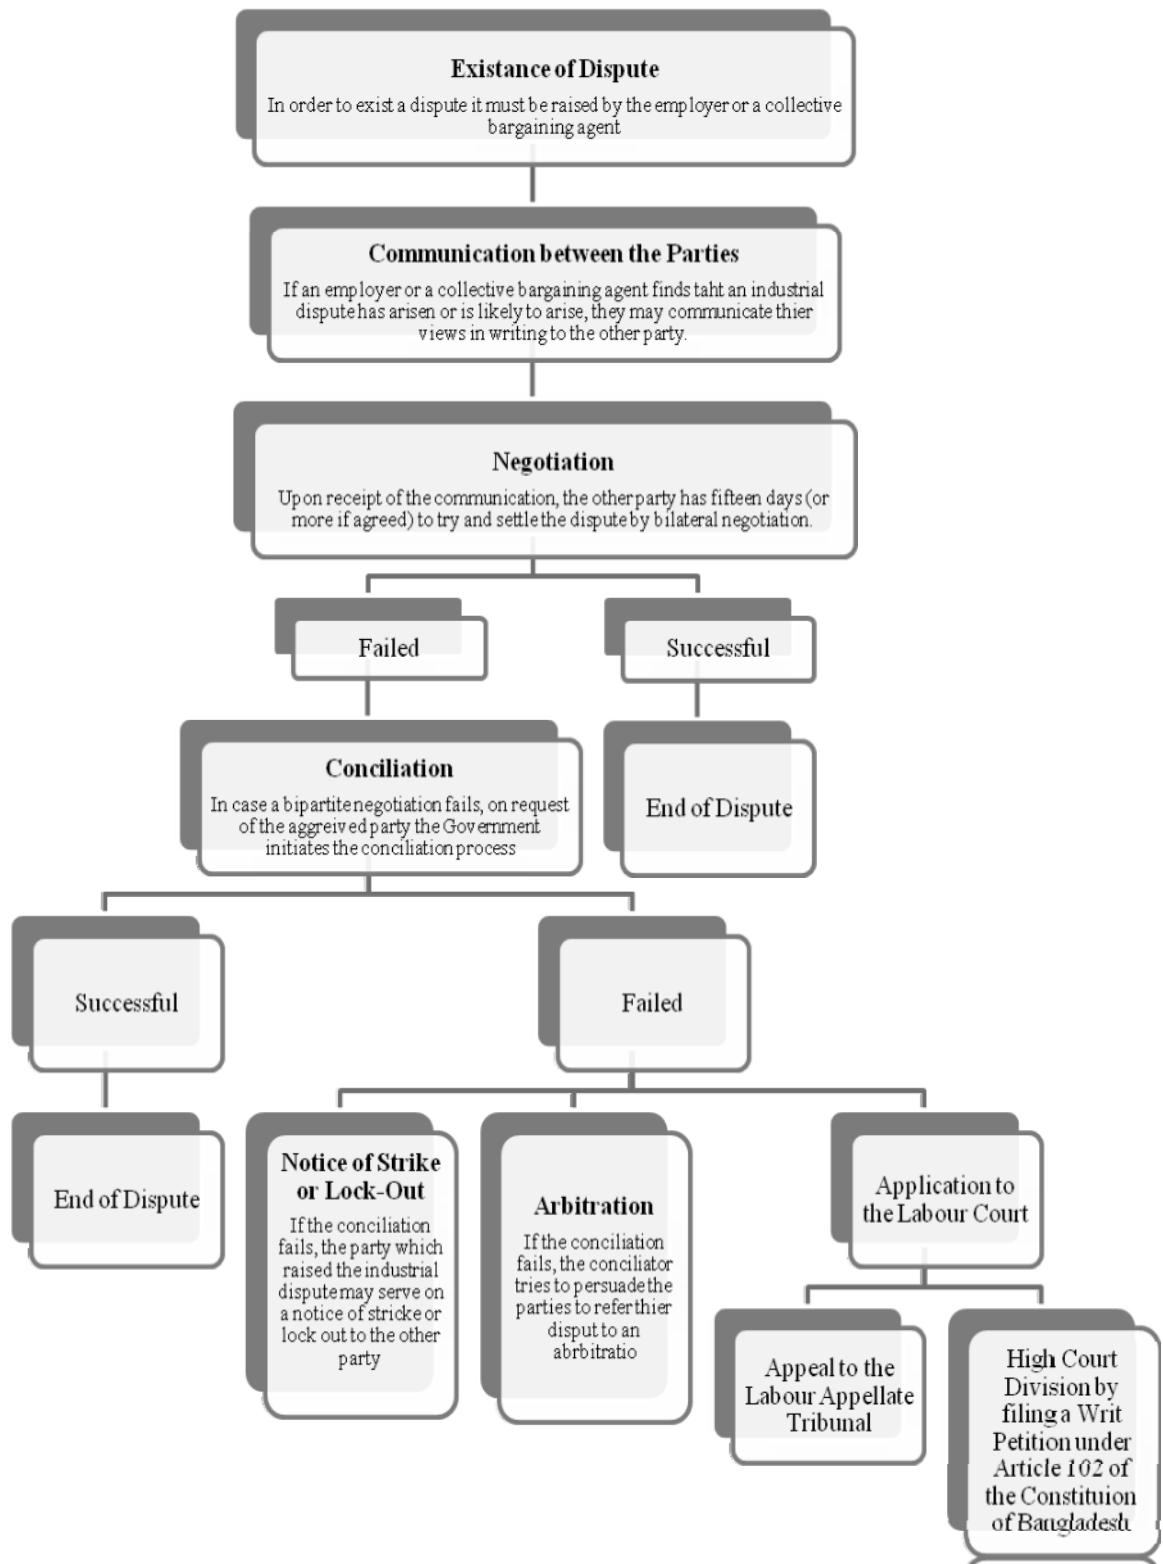 Existance of Dispute
In order to exist a dispute it must be raised by the employer or a collective
bargaining agent
Communication between the Parties
If an employer or a collective bargaining agent finds taht an industrial
dispute has arisen or is likely to arise, they may communicate thier
views in writing to the other party.
Negotiation
Upon receipt of the communication, the other party has fifteen days (or
more if agreed) to try and settle the dispute by bilateral negotiation.
Failed
Successful
Conciliation
In case a bipartite negotiation fails, on request
of the aggreived party the Government
initiates the conciliation process
End of Dispute
Successful
Failed
End of Dispute
Notice of Strike
or Lock-Out
If the conciliation
fails, the party which
raised the industrial
dispute may serve on
a notice of stricke or
lock out to the other
party
Arbitration
If the conciliation
fails, the conciliator
tries to persuade the
parties to refer thier
disput to an
abrbitratio
Application to
the Labour Court
Appeal to the
Labour Appellate
Tribunal
High Court
Division by
filing a Writ
Petition under
Article 102 of
the Constituion
of Bangladesh